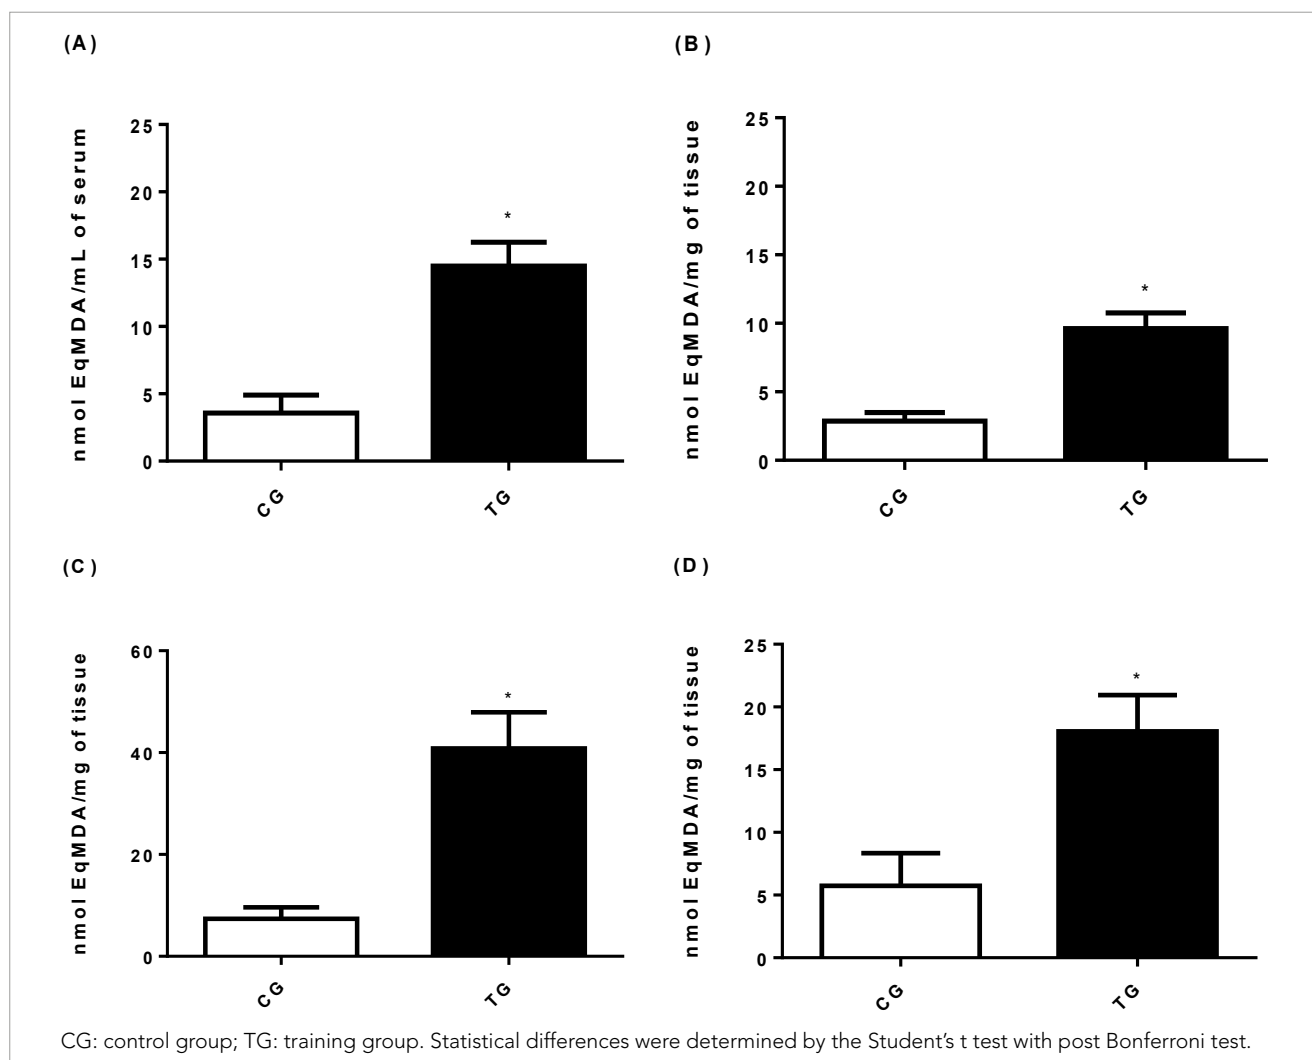 (A)
nmol EqMDA/mL of serum
25
20
15
10
5
0
*
CG
TG
(B)
nmol EqMDA/mg of tissue
25
20
15
10
5
0
*
CG
TG
(C)
nmol EqMDA/mg of tissue
60
40
20
0
*
CG
TG
(D)
nmol EqMDA/mg of tissue
25
20
15
10
5
0
*
CG
TG
CG: control group; TG: training group. Statistical differences were determined by the Student’s t test with post Bonferroni test.